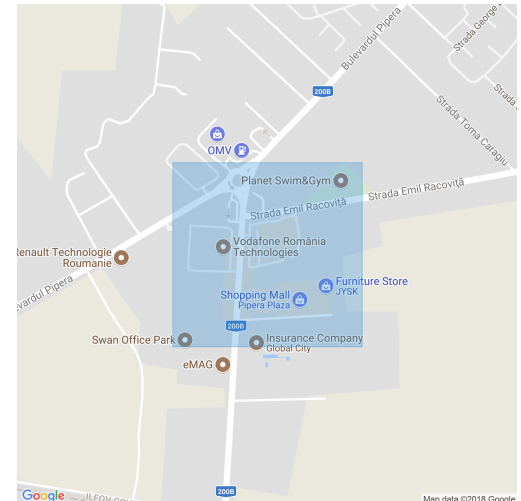 Strada George
Bulevardul Pipera
200B
Strada
Strada Toma Caragiu
OMV
Planet Swim&Gym
Strada Emil Racoviță
Strada Emil Racoviță
Vodafone România
Technologies
Renault Technologie
Roumanie
Furniture Store
JYSK
Shopping Mall
Pipera Plaza
Bulevardul Pipera
200B
Swan Office Park
Insurance Company
Global City
eMAG
200B
Google
Map data ©2018 Google